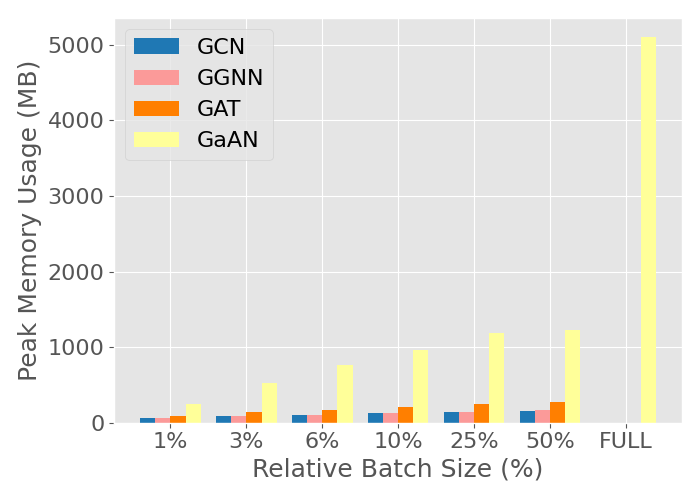 GCN
GGNN
GAT
GaAN
Peak Memory Usage (MB)
5000
4000
3000
2000
1000
0
1% 3% 6% 10% 25% 50% FULL
Relative Batch Size (%)